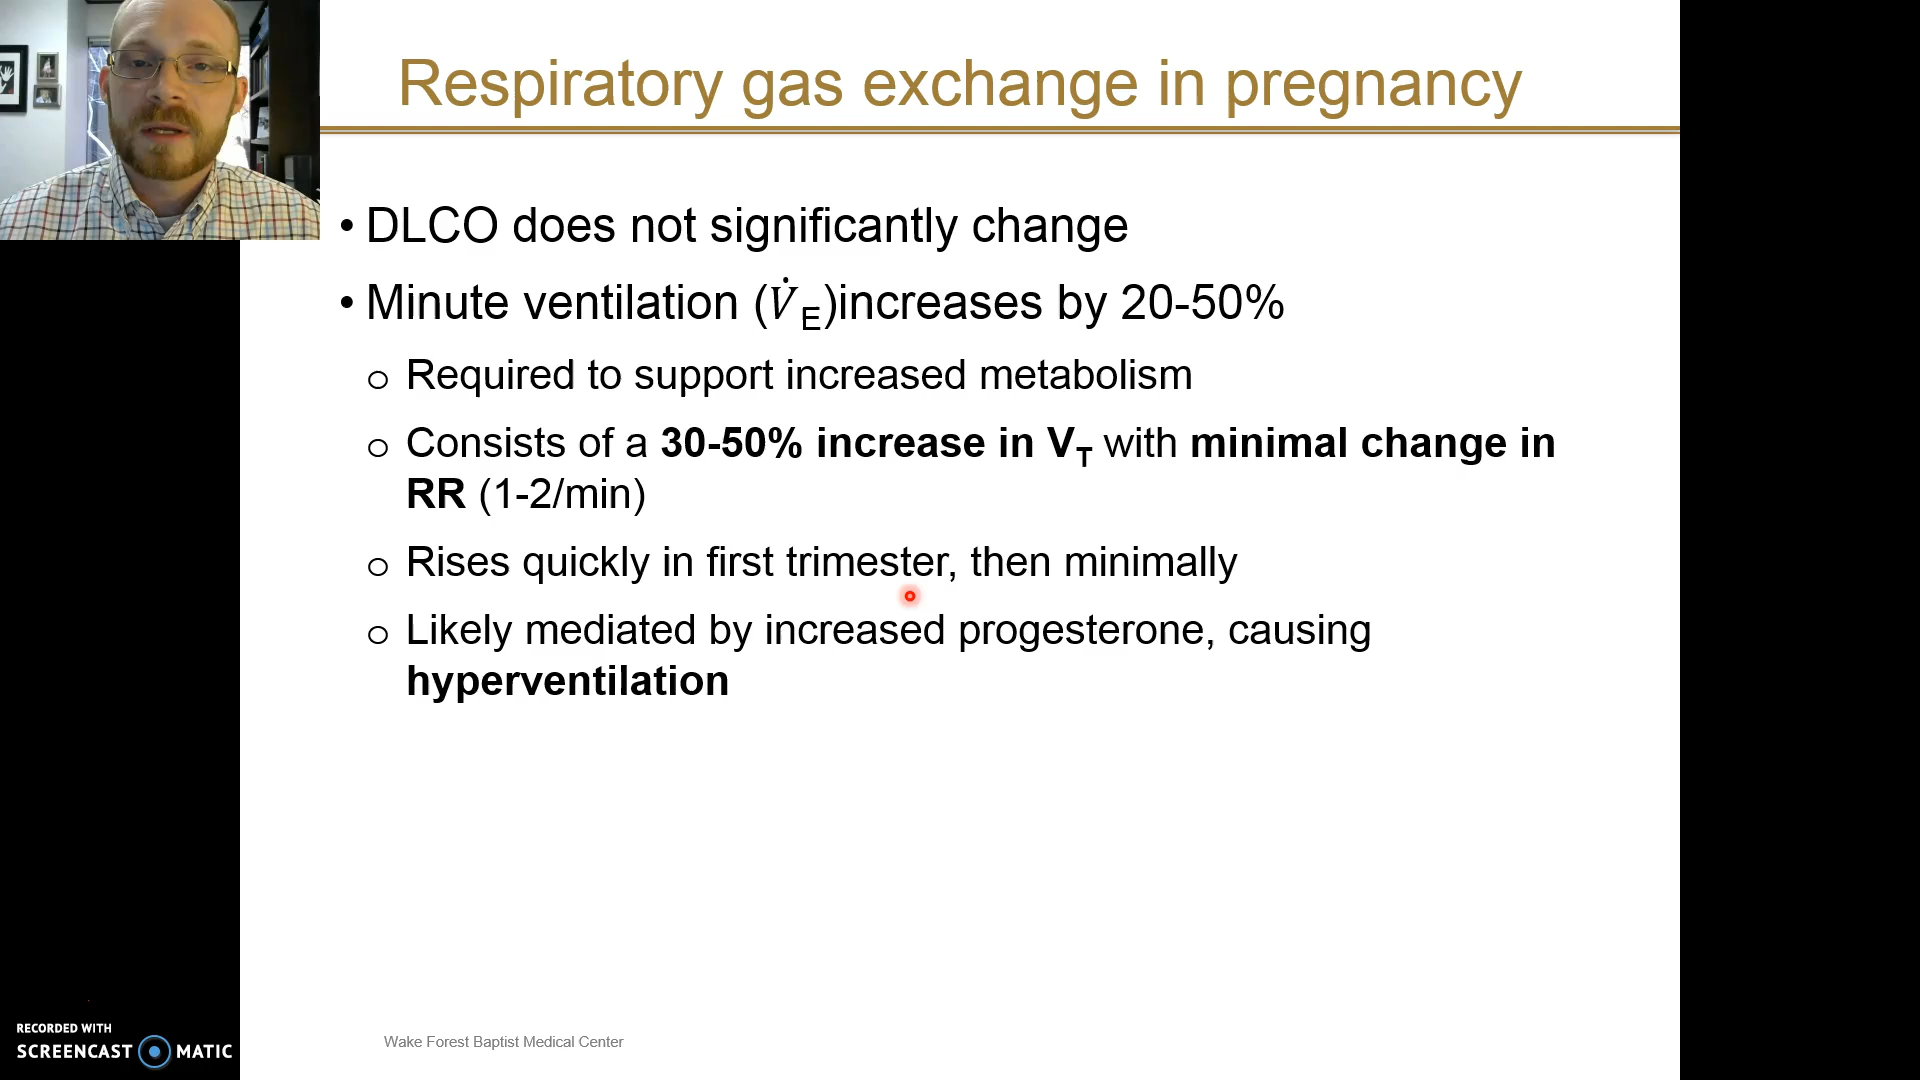 Respiratory gas exchange in pregnancy
• DLCO does not significantly change
• Minute ventilation (V̇E)increases by 20-50%
o Required to support increased metabolism
o Consists of a 30-50% increase in VT with minimal change in
RR (1-2/min)
o Rises quickly in first trimester, then minimally
o Likely mediated by increased progesterone, causing
hyperventilation
Wake Forest Baptist Medical Center
RECORDED WITH
SCREENCAST MATIC